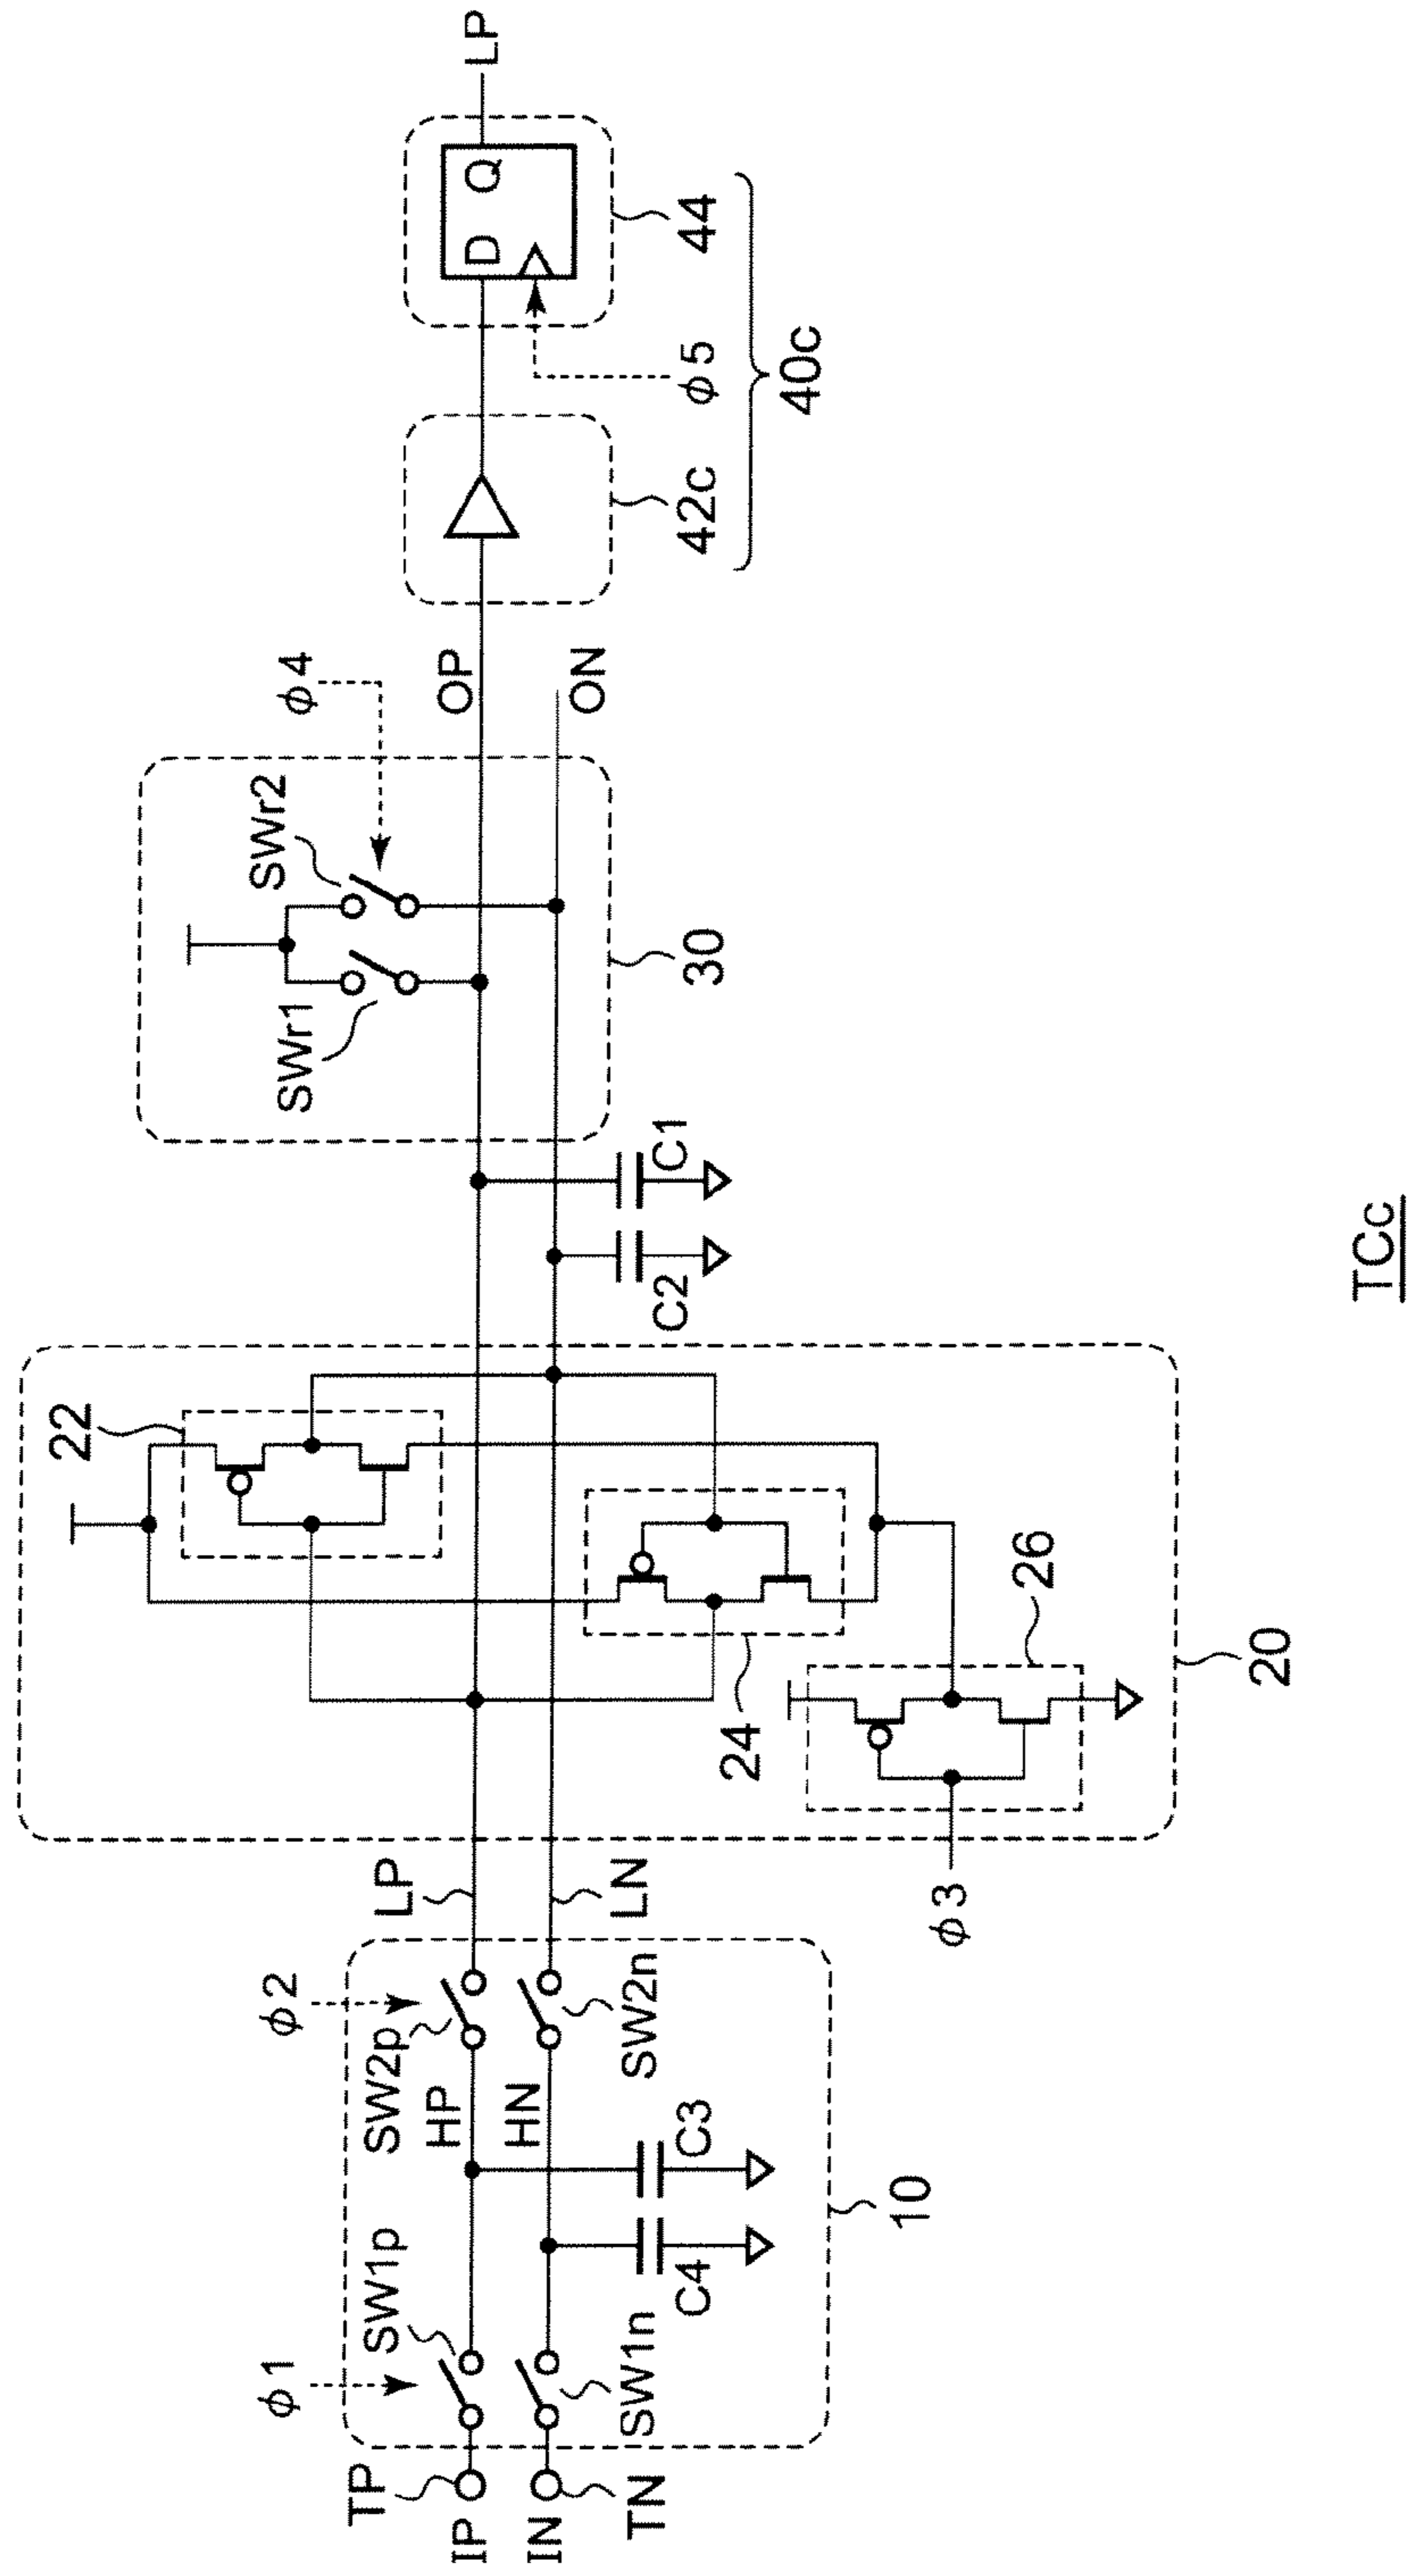 TP
IP
IN
TN
φ1
SW1p
SW1n
C4
C3
HP
HN
φ2
SW2p
SW2n
10
LP
LN
φ3
22
24
26
20
C2
C1
SWr1
SWr2
φ4
30
OP
ON
42c
φ5
D Q
44
40c
LP
TCc